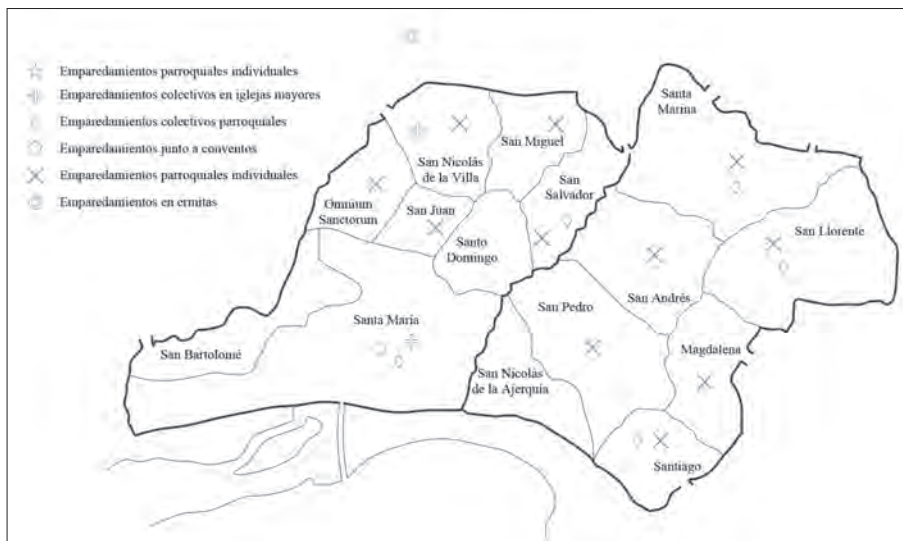 Emparedamientos parroquiales individuales
Emparedamientos colectivos en iglejas mayores
Emparedamientos colectivos parroquiales
Emparedamientos junto a conventos
Emparedamientos parroquiales individuales
Emparedamientos en ermitas
Santa
Marina
San Miguel
San Nicolás
de la Villa
San
Salvador
Omnium
Sanctorum
San Juan
Santo
Domingo
San Llorente
San Pedro
San Andrés
Santa María
San Bartolomé
Magdalena
San Nicolás
de la Ajerquía
Santiago